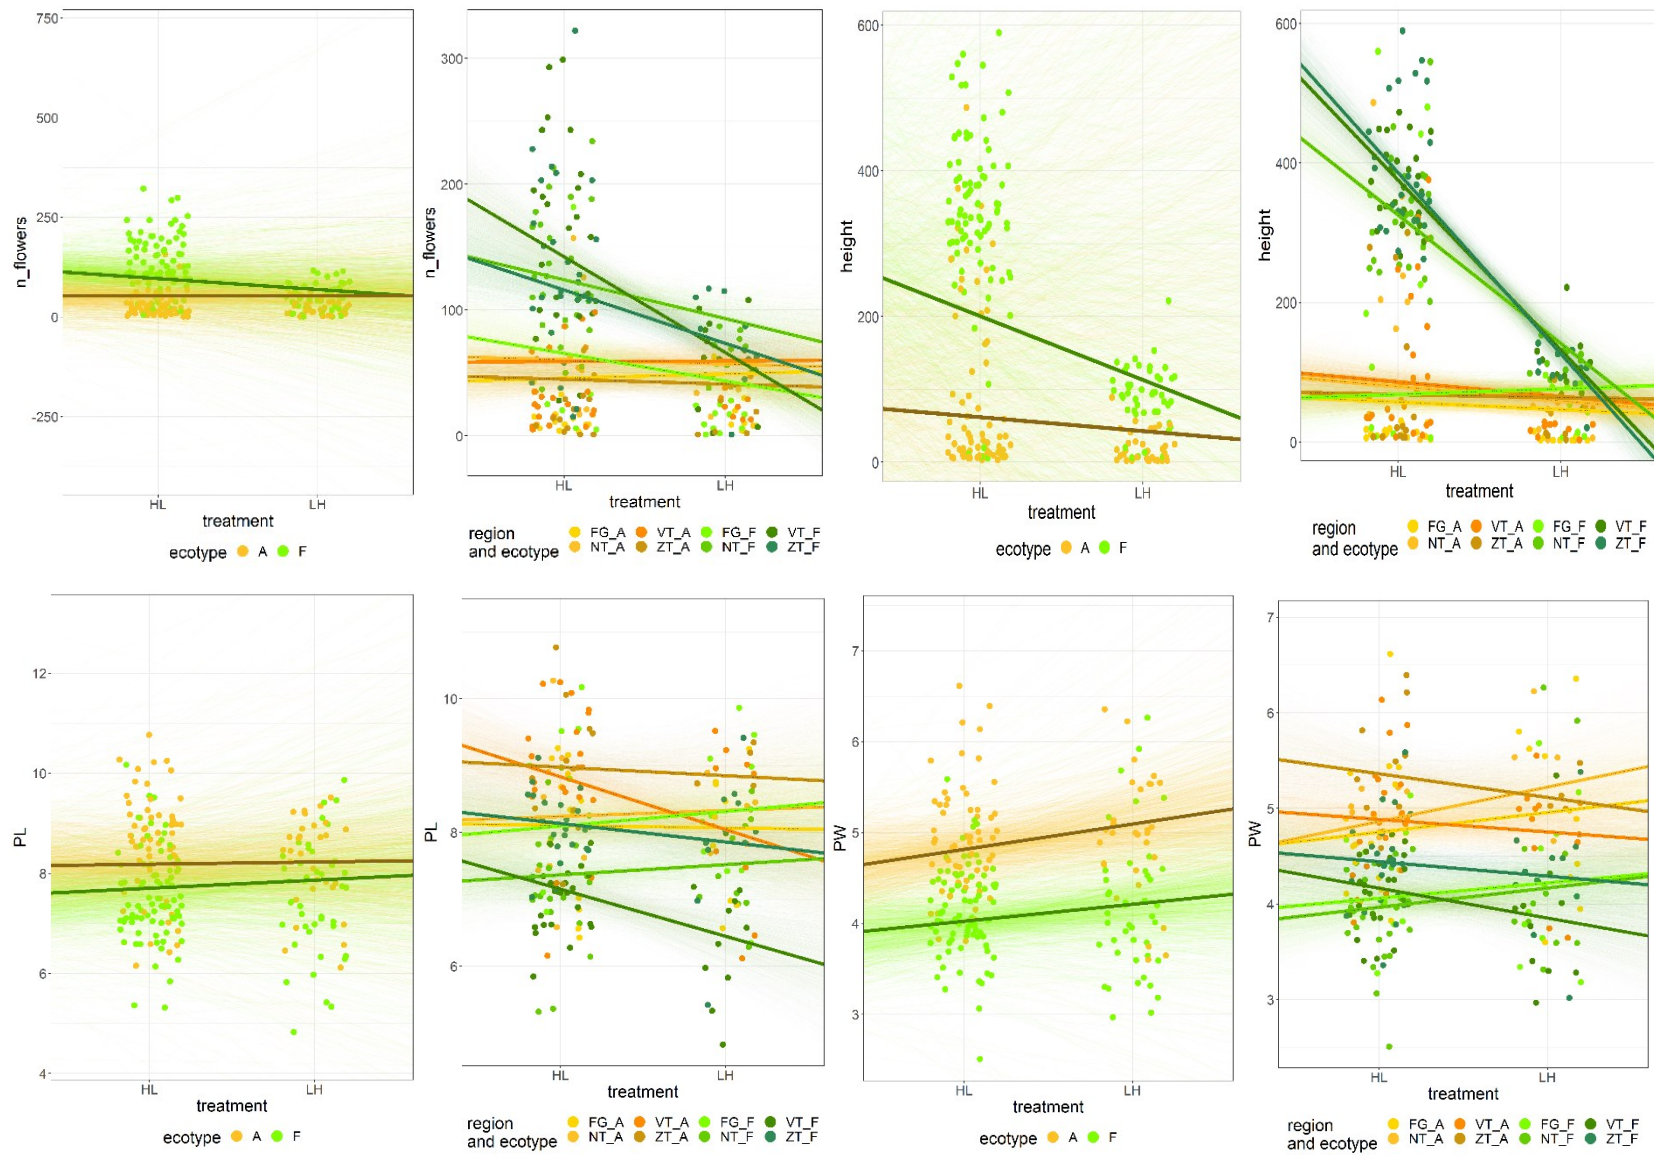 750
500
250
0
-250
n_flowers
HL
LH
treatment
ecotype A F
300
200
100
0
n_flowers
HL
LH
treatment
region
and ecotype
FG_A VT_A FG_F VT_F
NT_A ZT_A NT_F ZT_F
600
400
200
0
height
HL
LH
treatment
ecotype A F
600
400
200
0
height
HL
LH
treatment
region
and ecotype
FG_A VT_A FG_F VT_F
NT_A ZT_A NT_F ZT_F
12
10
8
6
4
PL
HL
LH
treatment
ecotype A F
10
8
6
PL
HL
LH
treatment
region
and ecotype
FG_A VT_A FG_F VT_F
NT_A ZT_A NT_F ZT_F
7
6
5
4
3
PW
HL
LH
treatment
ecotype A F
7
6
5
4
3
PW
HL
LH
treatment
region
and ecotype
FG_A VT_A FG_F VT_F
NT_A ZT_A NT_F ZT_F